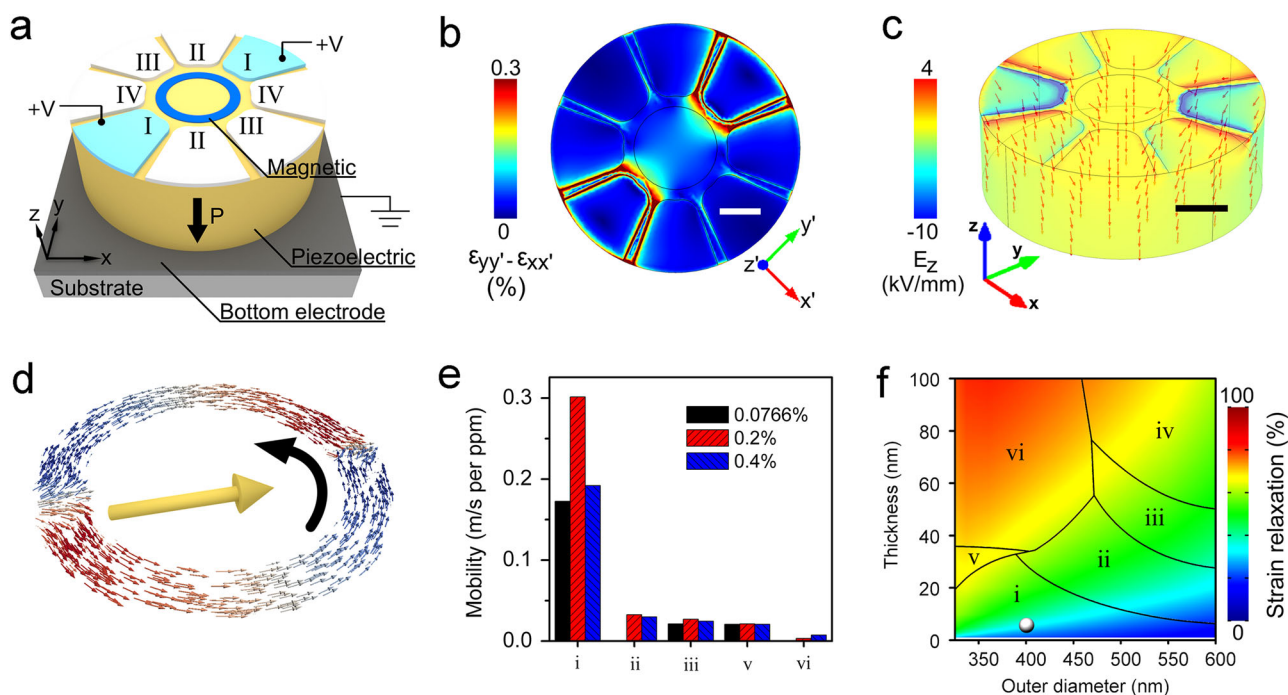 a
+V
II
III
I
IV
IV
+V
I
III
II
Magnetic
P
z
y
x
Piezoelectric
Substrate
Bottom electrode
b
0.3
0
εyy' - εxx'
(%)
y'
z'
x'
c
4
-10
Ez
(kV/mm)
z
y
x
d
e
Mobility (m/s per ppm)
0.3
0.2
0.1
0.0
0.0766%
0.2%
0.4%
i
ii
iii
v
vi
f
Thickness (nm)
100
80
60
40
20
0
vi
iv
iii
v
ii
i
350
400
450
500
550
600
Outer diameter (nm)
100
0
Strain relaxation (%)